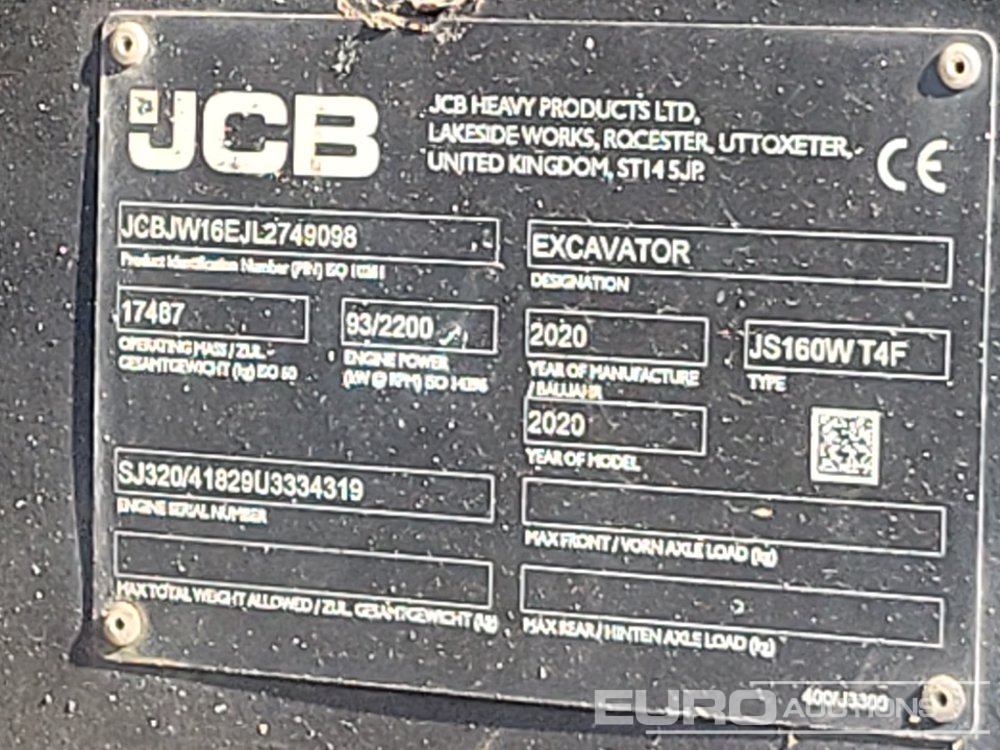 JCB
JCB HEAVY PRODUCTS LTD,
LAKESIDE WORKS, ROCESTER, UTTOXETER,
UNITED KINGDOM, ST14 5JP.
CE
JCBJW16EJL2749098
Product Identification Number (PIN) ISO 10261
EXCAVATOR
DESIGNATION
17487
OPERATING MASS / ZUL.
GESAMTGEWICHT (kg) ISO 60
93/2200
ENGINE POWER
(kW @ RPM) ISO 14396
2020
YEAR OF MANUFACTURE
/ BAUJAHR
JS160W T4F
TYPE
2020
YEAR OF MODEL
SJ320/41829U3334319
ENGINE SERIAL NUMBER
MAX FRONT / VORN AXLE LOAD (kg)
MAX TOTAL WEIGHT ALLOWED / ZUL. GESAMTGEWICHT (kg)
MAX REAR / HINTEN AXLE LOAD (kg)
400/J3300
EURO AUCTIONS